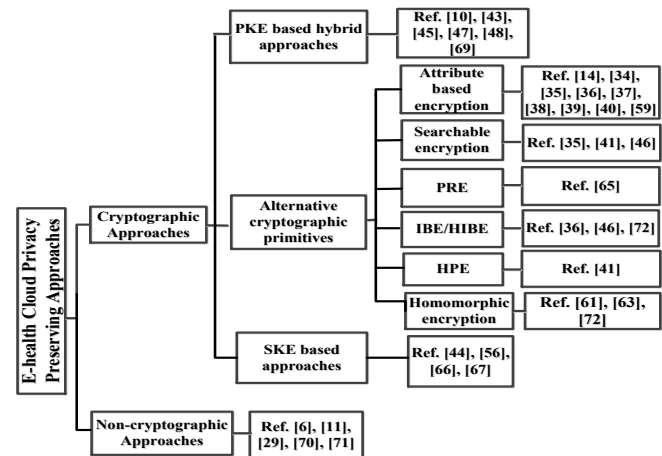 E-health Cloud Privacy
Preserving Approaches
Cryptographic
Approaches
PKE based hybrid
approaches
Ref. [10], [43],
[45], [47], [48],
[69]
Alternative
cryptographic
primitives
Attribute
based
encryption
Ref. [14], [34],
[35], [36], [37],
[38], [39], [40], [59]
Searchable
encryption
Ref. [35], [41], [46]
PRE
Ref. [65]
IBE/HIBE
Ref. [36], [46], [72]
HPE
Ref. [41]
Homomorphic
encryption
Ref. [61], [63],
[72]
SKE based
approaches
Ref. [44], [56],
[66], [67]
Non-cryptographic
Approaches
Ref. [6], [11],
[29], [70], [71]